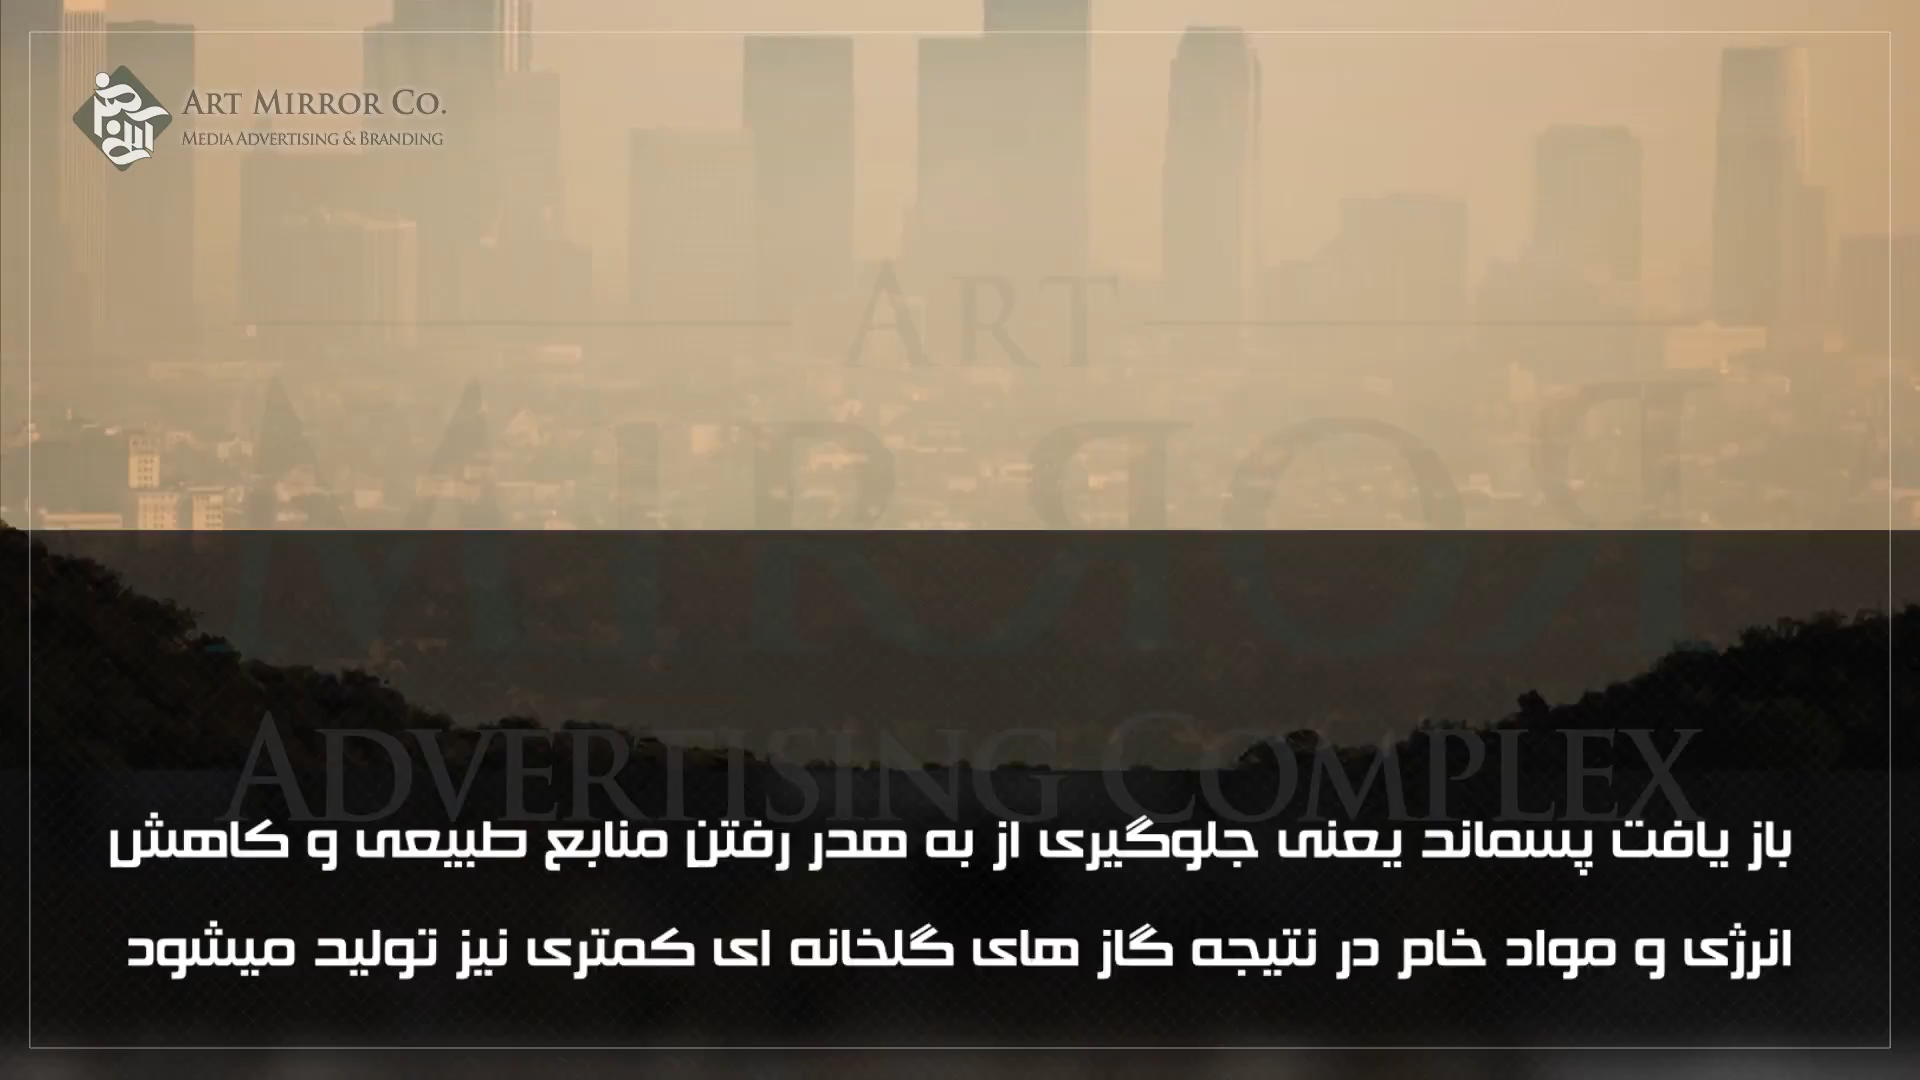 ART MIRROR CO.
MEDIA ADVERTISING & BRANDING
ART
MIRROR
ADVERTISING COMPLEX
باز یافت پسماند یعنی جلوگیری از به هدر رفتن منابع طبیعی و کاهش
انرژی و مواد خام در نتیجه گاز های گلخانه ای کمتری نیز تولید میشود